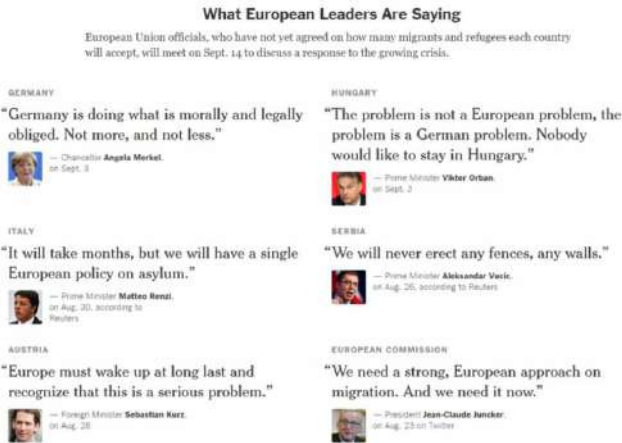 What European Leaders Are Saying
European Union officials, who have not yet agreed on how many migrants and refugees each country
will accept, will meet on Sept. 14 to discuss a response to the growing crisis.
GERMANY
“Germany is doing what is morally and legally
obliged. Not more, and not less.”
— Chancellor Angela Merkel,
on Sept. 3
HUNGARY
“The problem is not a European problem, the
problem is a German problem. Nobody
would like to stay in Hungary.”
— Prime Minister Viktor Orban,
on Sept. 3
ITALY
“It will take months, but we will have a single
European policy on asylum.”
— Prime Minister Matteo Renzi,
on Aug. 30, according to
Reuters
SERBIA
“We will never erect any fences, any walls.”
— Prime Minister Aleksandar Vucic,
on Aug. 26, according to Reuters
AUSTRIA
“Europe must wake up at long last and
recognize that this is a serious problem.”
— Foreign Minister Sebastian Kurz,
on Aug. 28
EUROPEAN COMMISSION
“We need a strong, European approach on
migration. And we need it now.”
— President Jean-Claude Juncker,
on Aug. 23 on Twitter